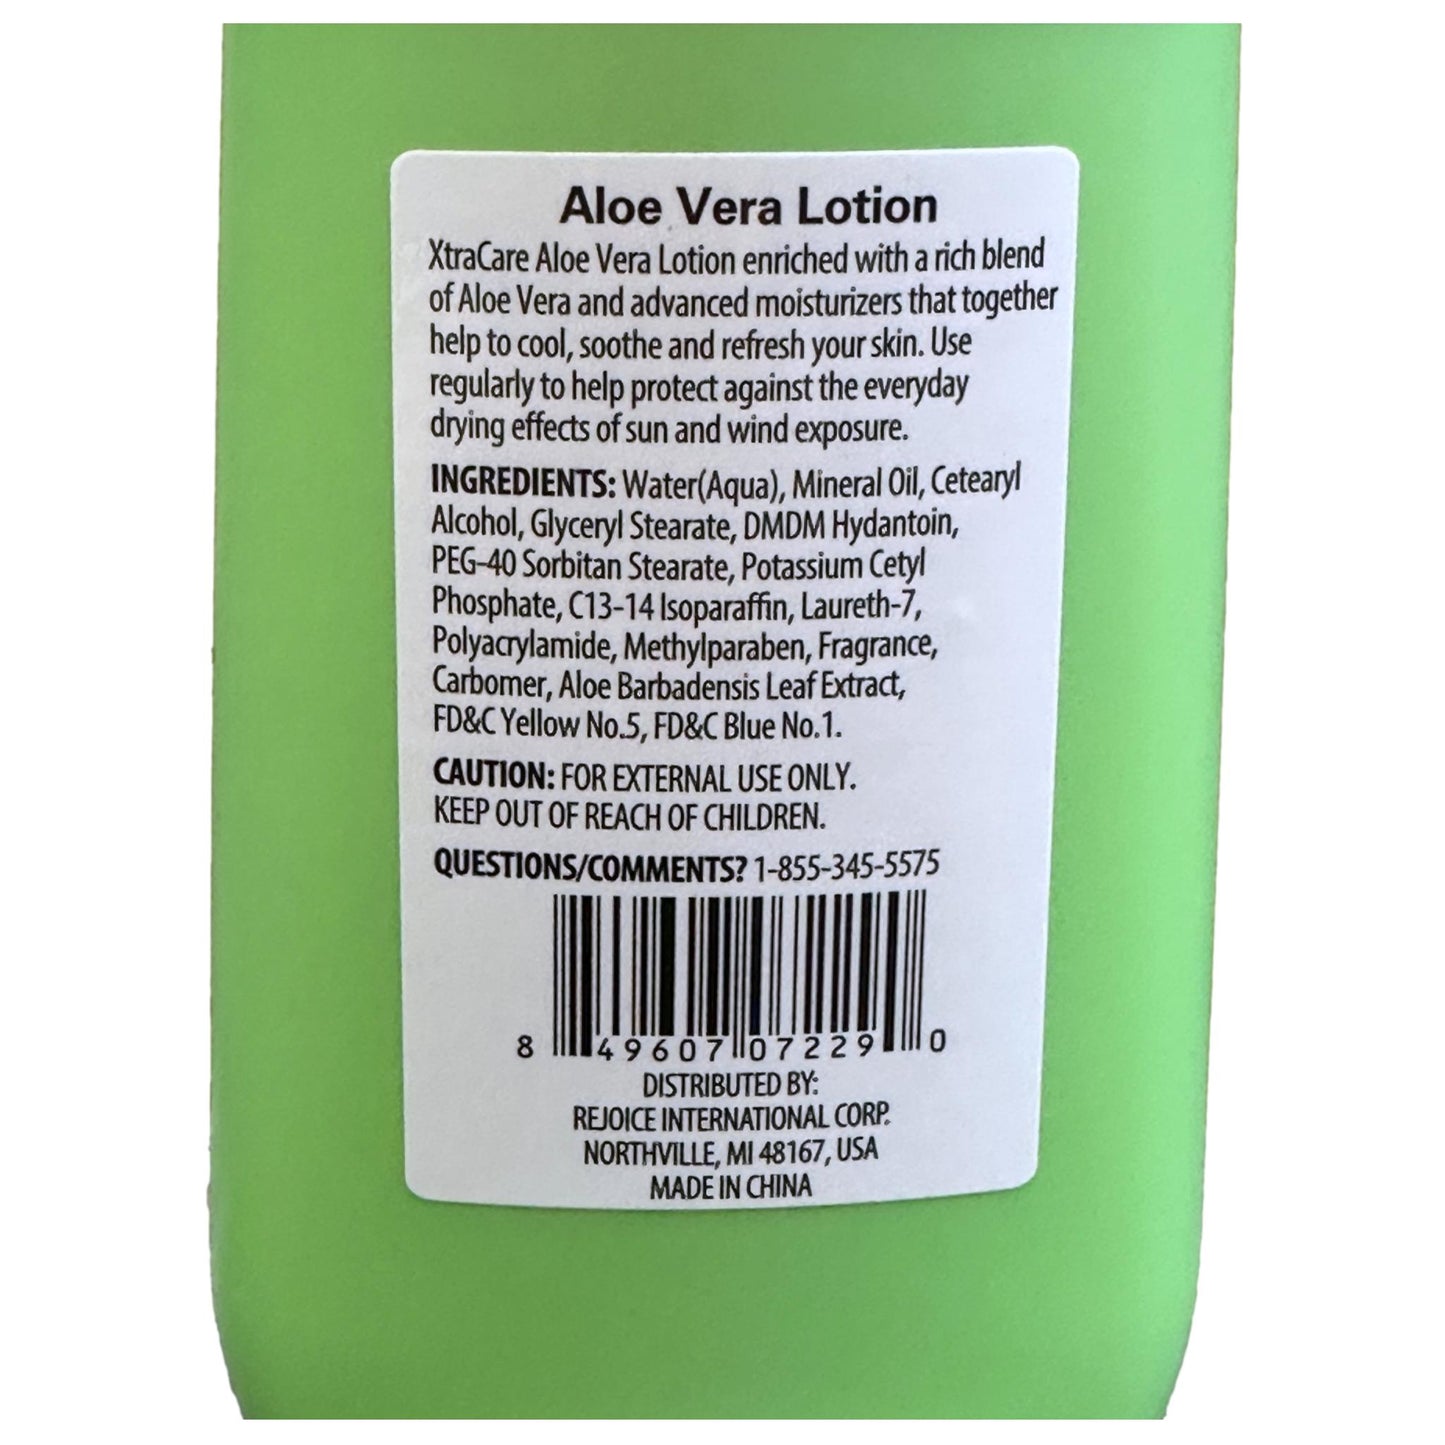 Aloe Vera Lotion
XtraCare Aloe Vera Lotion enriched with a rich blend
of Aloe Vera and advanced moisturizers that together
help to cool, soothe and refresh your skin. Use
regularly to help protect against the everyday
drying effects of sun and wind exposure.
INGREDIENTS: Water(Aqua), Mineral Oil, Cetearyl
Alcohol, Glyceryl Stearate, DMDM Hydantoin,
PEG-40 Sorbitan Stearate, Potassium Cetyl
Phosphate, C13-14 Isoparaffin, Laureth-7,
Polyacrylamide, Methylparaben, Fragrance,
Carbomer, Aloe Barbadensis Leaf Extract,
FD&C Yellow No.5, FD&C Blue No.1.
CAUTION: FOR EXTERNAL USE ONLY.
KEEP OUT OF REACH OF CHILDREN.
QUESTIONS/COMMENTS? 1-855-345-5575
8 49607 07229 0
DISTRIBUTED BY:
REJOICE INTERNATIONAL CORP.
NORTHVILLE, MI 48167, USA
MADE IN CHINA